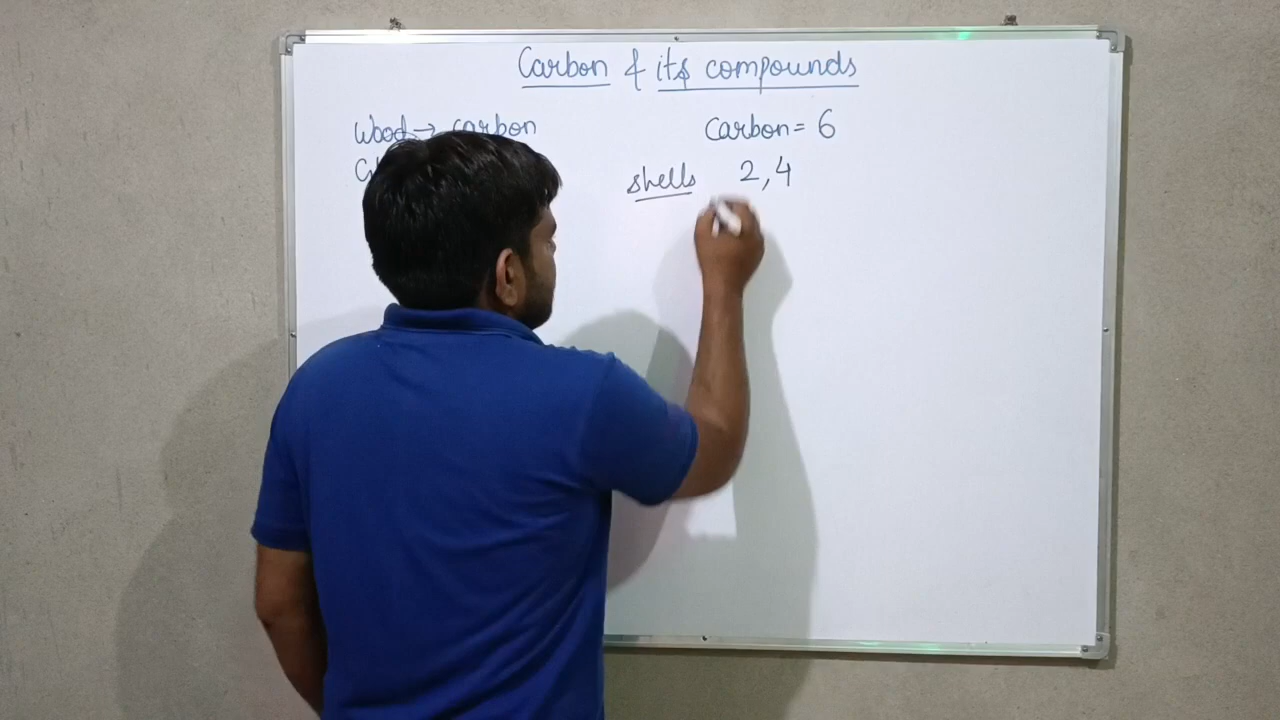 Carbon & its compounds
Wood → carbon
Carbon = 6
shells 2,4